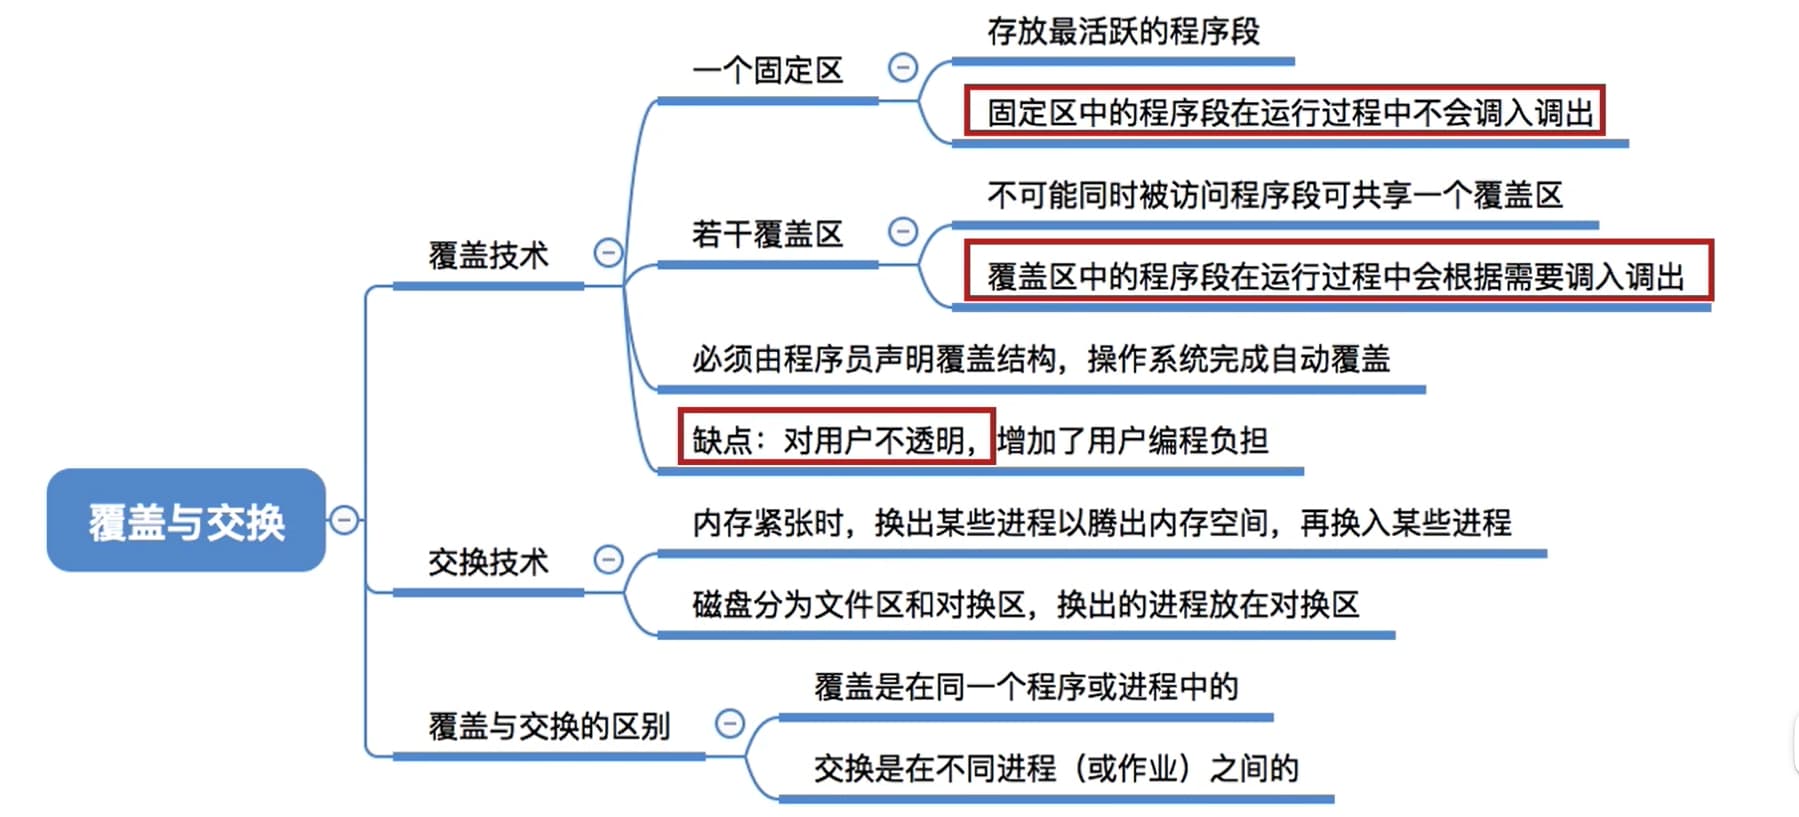 覆盖与交换
覆盖技术
一个固定区
存放最活跃的程序段
固定区中的程序段在运行过程中不会调入调出
若干覆盖区
不可能同时被访问程序段可共享一个覆盖区
覆盖区中的程序段在运行过程中会根据需要调入调出
必须由程序员声明覆盖结构，操作系统完成自动覆盖
缺点：对用户不透明，增加了用户编程负担
交换技术
内存紧张时，换出某些进程以腾出内存空间，再换入某些进程
磁盘分为文件区和对换区，换出的进程放在对换区
覆盖与交换的区别
覆盖是在同一个程序或进程中的
交换是在不同进程（或作业）之间的